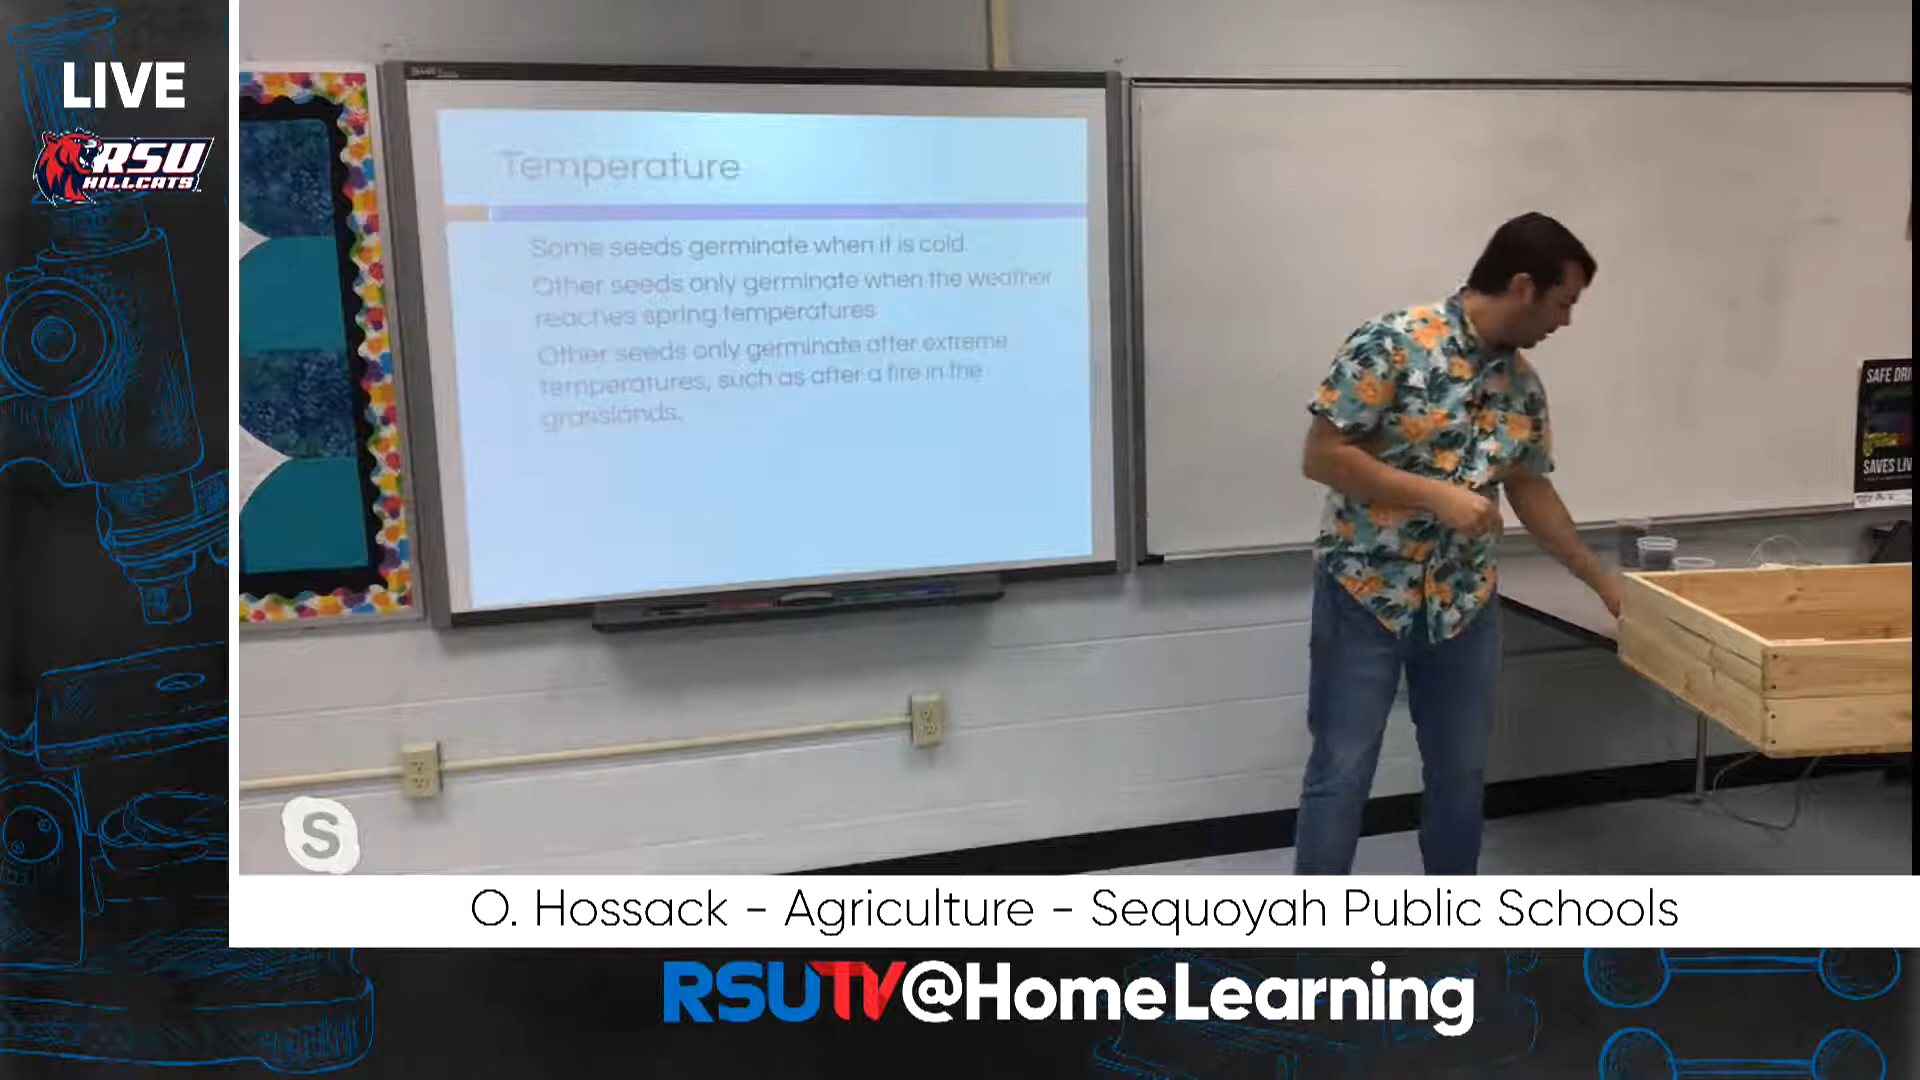 LIVE
RSU
HILLCATS
Temperature
Some seeds germinate when it is cold.
Other seeds only germinate when the weather
reaches spring temperatures
Other seeds only germinate after extreme
temperatures, such as after a fire in the
grasslands.
SAFE DRI
SAVES LIV
S
O. Hossack - Agriculture - Sequoyah Public Schools
RSUTV@HomeLearning